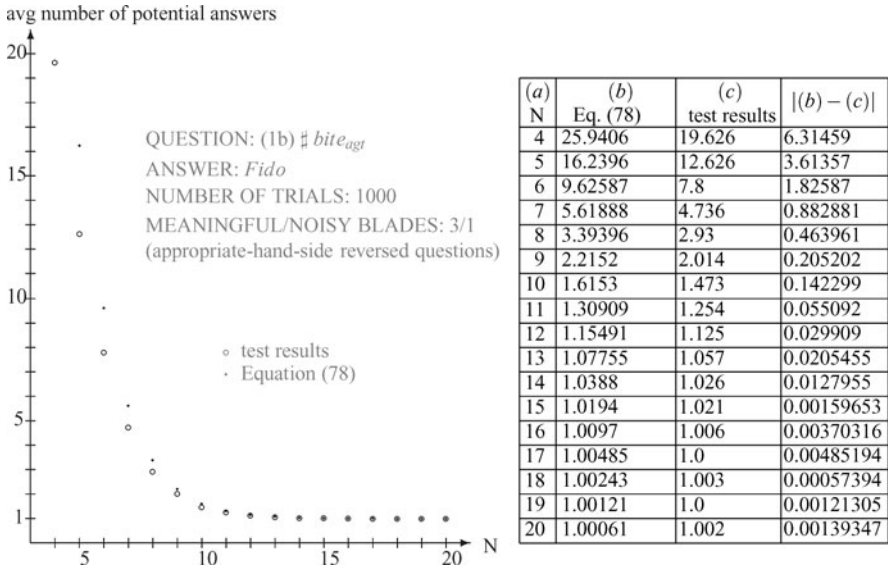 avg number of potential answers
20
15
10
5
1
5
10
15
20
N
QUESTION: (1b) ♯ bite_agt
ANSWER: Fido
NUMBER OF TRIALS: 1000
MEANINGFUL/NOISY BLADES: 3/1
(appropriate-hand-side reversed questions)
test results
Equation (78)
(a) (b) (c) |(b) − (c)|
N Eq. (78) test results
4 25.9406 19.626 6.31459
5 16.2396 12.626 3.61357
6 9.62587 7.8 1.82587
7 5.61888 4.736 0.882881
8 3.39396 2.93 0.463961
9 2.2152 2.014 0.205202
10 1.6153 1.473 0.142299
11 1.30909 1.254 0.055092
12 1.15491 1.125 0.029909
13 1.07755 1.057 0.0205455
14 1.0388 1.026 0.0127955
15 1.0194 1.021 0.00159653
16 1.0097 1.006 0.00370316
17 1.00485 1.0 0.00485194
18 1.00243 1.003 0.00057394
19 1.00121 1.0 0.00121305
20 1.00061 1.002 0.00139347